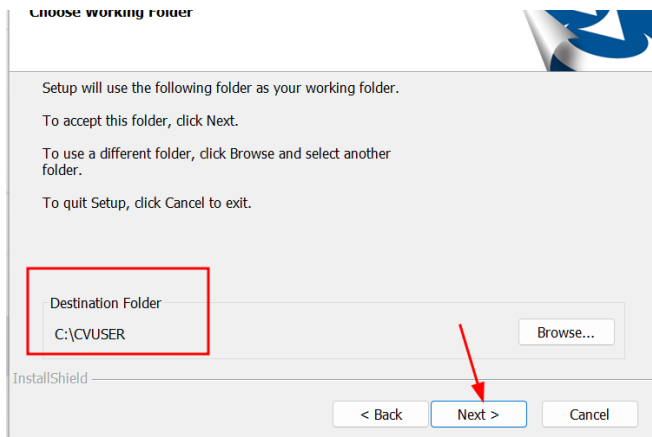 Choose Working Folder
Setup will use the following folder as your working folder.
To accept this folder, click Next.
To use a different folder, click Browse and select another
folder.
To quit Setup, click Cancel to exit.
Destination Folder
C:\CVUSER
Browse...
InstallShield
< Back
Next >
Cancel